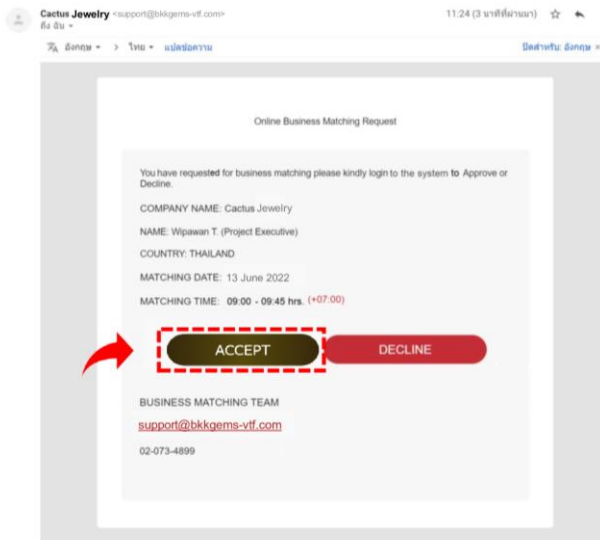 Cactus Jewelry <support@bkkgems-vtf.com>
11:24 (3 นาทีที่ผ่านมา)
ถึง ฉัน
อังกฤษ > ไทย แปลข้อความ
ปิดสำหรับ: อังกฤษ ×
Online Business Matching Request
You have requested for business matching please kindly login to the system to Approve or
Decline.
COMPANY NAME: Cactus Jewelry
NAME: Wipawan T. (Project Executive)
COUNTRY: THAILAND
MATCHING DATE: 13 June 2022
MATCHING TIME: 09:00 - 09:45 hrs. (+07:00)
ACCEPT DECLINE
BUSINESS MATCHING TEAM
support@bkkgems-vtf.com
02-073-4899